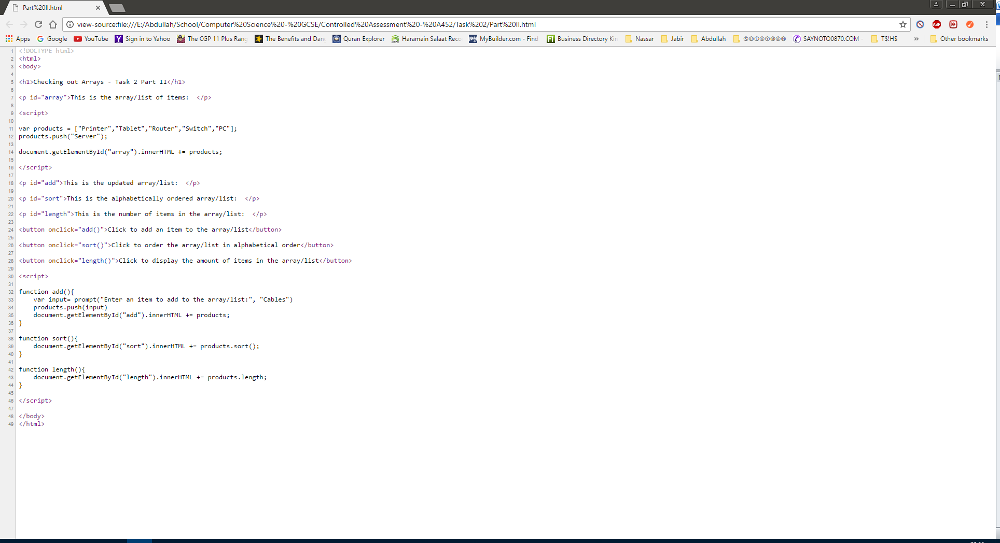 Part%20II.html
view-source:file:///E:/Abdullah/School/Computer%20Science%20-%20GCSE/Controlled%20Assessment%20-%20A452/Task%202/Part%20II.html
ABP
Apps Google YouTube Sign in to Yahoo The CGP 11 Plus Rang The Benefits and Dang Quran Explorer Haramain Salaat Reco MyBuilder.com - Find Business Directory Kin Nassar Jabir Abdullah ⓈⓊⓁⒶⓎⓂⒶⓃ SAYNOTO0870.COM - T$!H$ » Other bookmarks
1 <!DOCTYPE html>
2 <html>
3 <body>
4
5 <h1>Checking out Arrays - Task 2 Part II</h1>
6
7 <p id="array">This is the array/list of items:  </p>
8
9 <script>
10
11 var products = ["Printer","Tablet","Router","Switch","PC"];
12 products.push("Server");
13
14 document.getElementById("array").innerHTML += products;
15
16 </script>
17
18 <p id="add">This is the updated array/list:  </p>
19
20 <p id="sort">This is the alphabetically ordered array/list:  </p>
21
22 <p id="length">This is the number of items in the array/list:  </p>
23
24 <button onclick="add()">Click to add an item to the array/list</button>
25
26 <button onclick="sort()">Click to order the array/list in alphabetical order</button>
27
28 <button onclick="length()">Click to display the amount of items in the array/list</button>
29
30 <script>
31
32 function add(){
33     var input= prompt("Enter an item to add to the array/list:", "Cables")
34     products.push(input)
35     document.getElementById("add").innerHTML += products;
36 }
37
38 function sort(){
39     document.getElementById("sort").innerHTML += products.sort();
40 }
41
42 function length(){
43     document.getElementById("length").innerHTML += products.length;
44 }
45
46 </script>
47
48 </body>
49 </html>